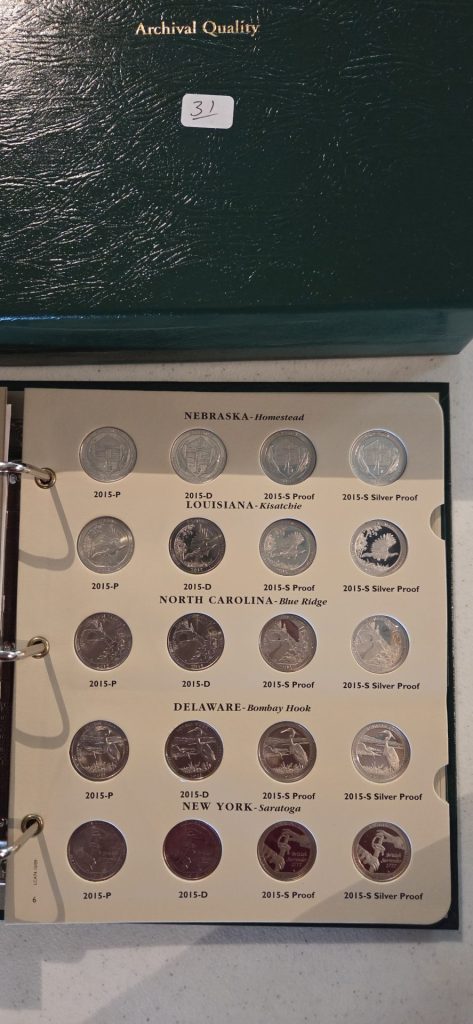 Archival Quality
31
NEBRASKA-Homestead
2015-P 2015-D 2015-S Proof 2015-S Silver Proof
LOUISIANA-Kisatchie
2015-P 2015-D 2015-S Proof 2015-S Silver Proof
NORTH CAROLINA-Blue Ridge
2015-P 2015-D 2015-S Proof 2015-S Silver Proof
DELAWARE-Bombay Hook
2015-P 2015-D 2015-S Proof 2015-S Silver Proof
NEW YORK-Saratoga
2015-P 2015-D 2015-S Proof 2015-S Silver Proof
6